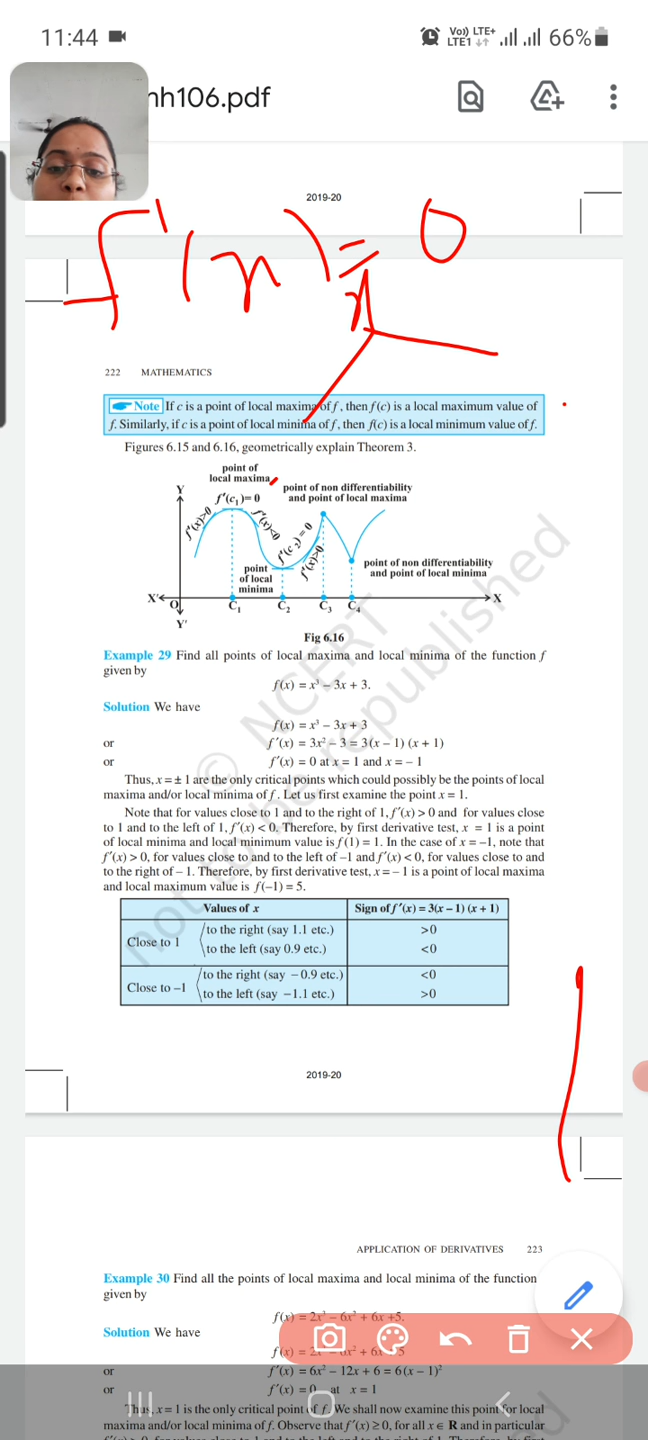 11:44
Vo)) LTE+
LTE1
66%
nh106.pdf
2019-20
f'(x) = 0
222 MATHEMATICS
Note If c is a point of local maxima of f, then f(c) is a local maximum value of
f. Similarly, if c is a point of local minima of f, then f(c) is a local minimum value of f.
Figures 6.15 and 6.16, geometrically explain Theorem 3.
point of
local maxima
point of non differentiability
and point of local maxima
Y
f'(c₁)= 0
f'(x)>0
f'(x)<0
f'(c₂) = 0
f'(x)>0
point
of local
minima
point of non differentiability
and point of local minima
X'
O
C₁
C₂
C₃
C₄
X
Y'
Fig 6.16
Example 29 Find all points of local maxima and local minima of the function f
given by
f(x) = x³ – 3x + 3.
Solution We have
f(x) = x³ – 3x + 3
or f'(x) = 3x² – 3 = 3(x – 1) (x + 1)
or f'(x) = 0 at x = 1 and x = – 1
Thus, x = ± 1 are the only critical points which could possibly be the points of local
maxima and/or local minima of f. Let us first examine the point x = 1.
Note that for values close to 1 and to the right of 1, f'(x) > 0 and for values close
to 1 and to the left of 1, f'(x) < 0. Therefore, by first derivative test, x = 1 is a point
of local minima and local minimum value is f(1) = 1. In the case of x = –1, note that
f'(x) > 0, for values close to and to the left of –1 and f'(x) < 0, for values close to and
to the right of – 1. Therefore, by first derivative test, x = – 1 is a point of local maxima
and local maximum value is f(–1) = 5.
Values of x Sign of f'(x) = 3(x – 1) (x + 1)
Close to 1
to the right (say 1.1 etc.) >0
to the left (say 0.9 etc.) <0
Close to –1
to the right (say – 0.9 etc.) <0
to the left (say –1.1 etc.) >0
© NCERT
not to be republished
2019-20
APPLICATION OF DERIVATIVES 223
Example 30 Find all the points of local maxima and local minima of the function
given by
f(x) = 2x³ – 6x² + 6x +5.
Solution We have
or f'(x) = 6x² – 12x + 6 = 6(x – 1)²
or f'(x) = 0 at x = 1
Thus, x = 1 is the only critical point of f. We shall now examine this point for local
maxima and/or local minima of f. Observe that f'(x) ≥ 0, for all x ∈ R and in particular